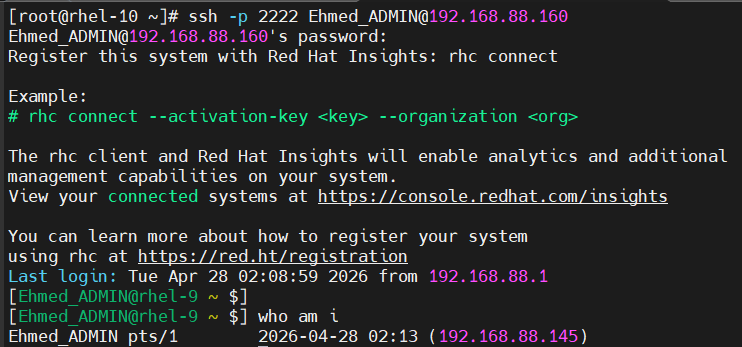 [root@rhel-10 ~]# ssh -p 2222 Ehmed_ADMIN@192.168.88.160
Ehmed_ADMIN@192.168.88.160's password:
Register this system with Red Hat Insights: rhc connect

Example:
# rhc connect --activation-key <key> --organization <org>

The rhc client and Red Hat Insights will enable analytics and additional
management capabilities on your system.
View your connected systems at https://console.redhat.com/insights

You can learn more about how to register your system
using rhc at https://red.ht/registration
Last login: Tue Apr 28 02:08:59 2026 from 192.168.88.1
[Ehmed_ADMIN@rhel-9 ~ $]
[Ehmed_ADMIN@rhel-9 ~ $] who am i
Ehmed_ADMIN pts/1        2026-04-28 02:13 (192.168.88.145)